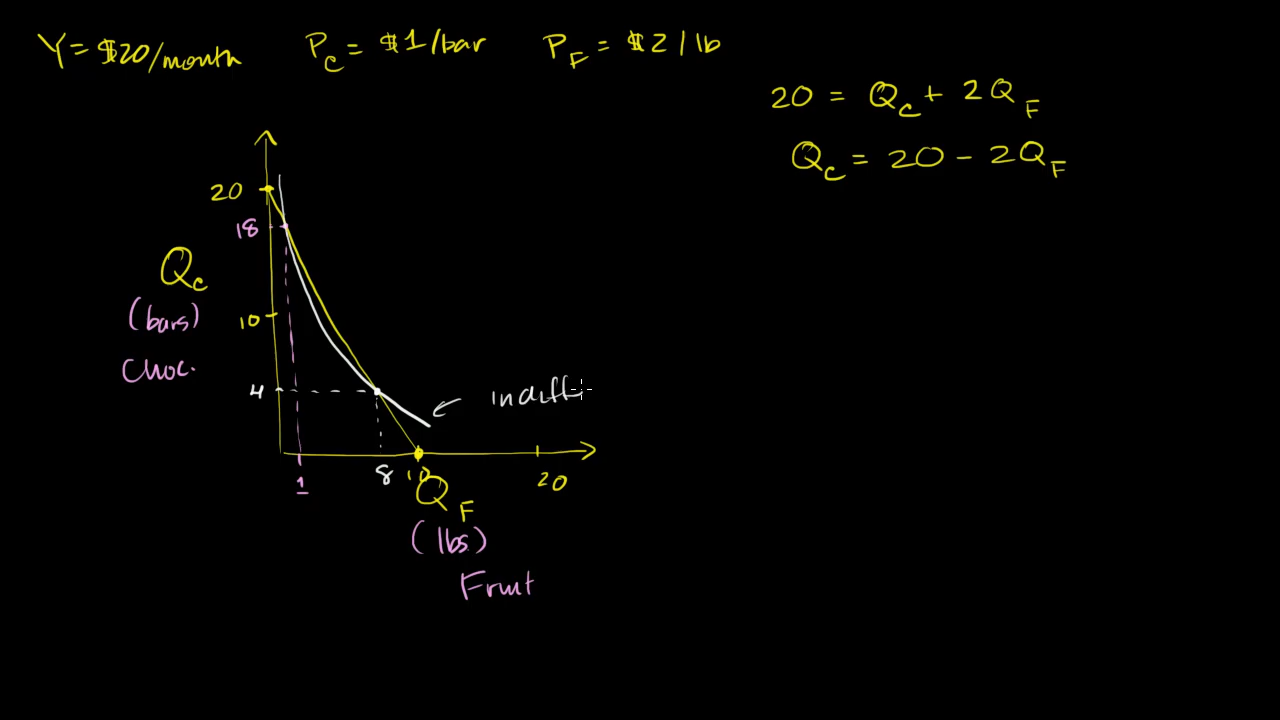 Y = $20/month P_C = $1/bar P_F = $2/lb
20 = Q_C + 2Q_F
Q_C = 20 - 2Q_F
20
18
Q_C
(bars)
10
Choc.
4
indiff
1
8
10
20
Q_F
(lbs)
Fruit